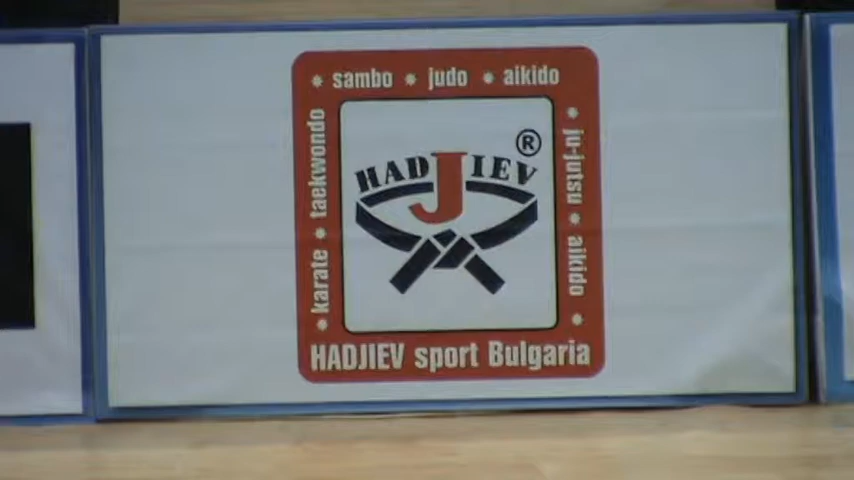 * sambo * judo * aikido
* ju-jutsu * aikido *
* karate * taekwondo
HADJIEV ®
HADJIEV sport Bulgaria